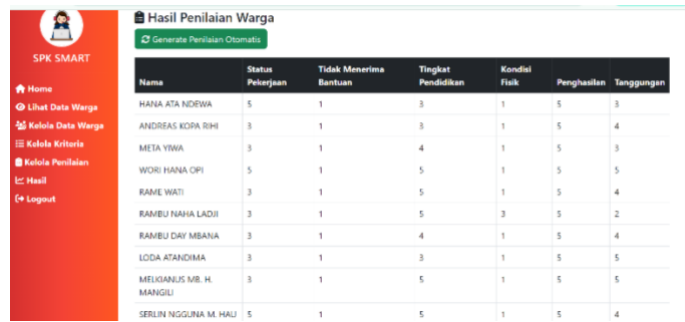 SPK SMART
Home
Lihat Data Warga
Kelola Data Warga
Kelola Kriteria
Kelola Penilaian
Hasil
Logout
Hasil Penilaian Warga
Generate Penilaian Otomatis
Nama Status Pekerjaan Tidak Menerima Bantuan Tingkat Pendidikan Kondisi Fisik Penghasilan Tanggungan
HANA ATA NDEWA 5 1 3 1 5 3
ANDREAS KOPA RIHI 3 1 3 1 5 4
META YIWA 3 1 4 1 5 3
WORI HANA OPI 5 1 5 1 5 5
RAME WATI 3 1 5 1 5 4
RAMBU NAHA LADJI 3 1 5 3 5 2
RAMBU DAY MBANA 3 1 4 1 5 4
LODA ATANDIMA 3 1 3 1 5 5
MELKIANUS MB. H. MANGILI 3 1 5 1 5 5
SERLIN NGGUNA M. HAU 5 1 5 1 5 4